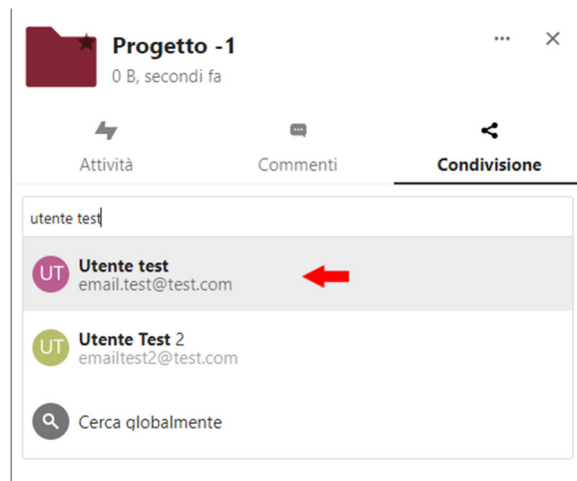 Progetto -1
0 B, secondi fa
Attività
Commenti
Condivisione
utente test
UT
Utente test
email.test@test.com
UT
Utente Test 2
emailtest2@test.com
Cerca globalmente